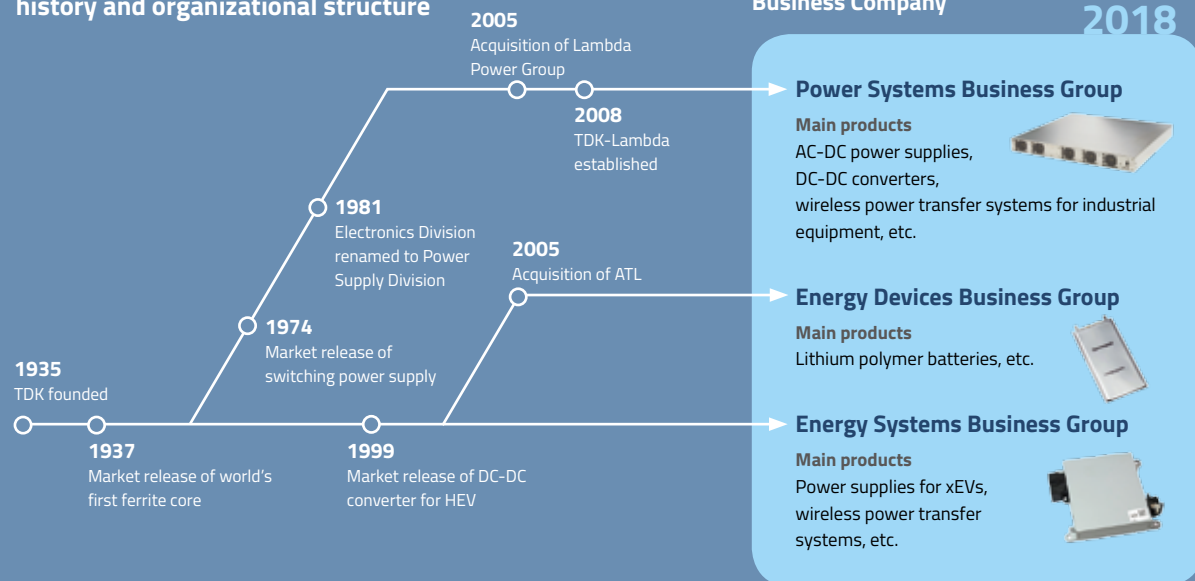 history and organizational structure
Business Company
2018
2005
Acquisition of Lambda
Power Group
2008
TDK-Lambda
established
1981
Electronics Division
renamed to Power
Supply Division
2005
Acquisition of ATL
1974
Market release of
switching power supply
1935
TDK founded
1937
Market release of world's
first ferrite core
1999
Market release of DC-DC
converter for HEV
Power Systems Business Group
Main products
AC-DC power supplies,
DC-DC converters,
wireless power transfer systems for industrial
equipment, etc.
Energy Devices Business Group
Main products
Lithium polymer batteries, etc.
Energy Systems Business Group
Main products
Power supplies for xEVs,
wireless power transfer
systems, etc.